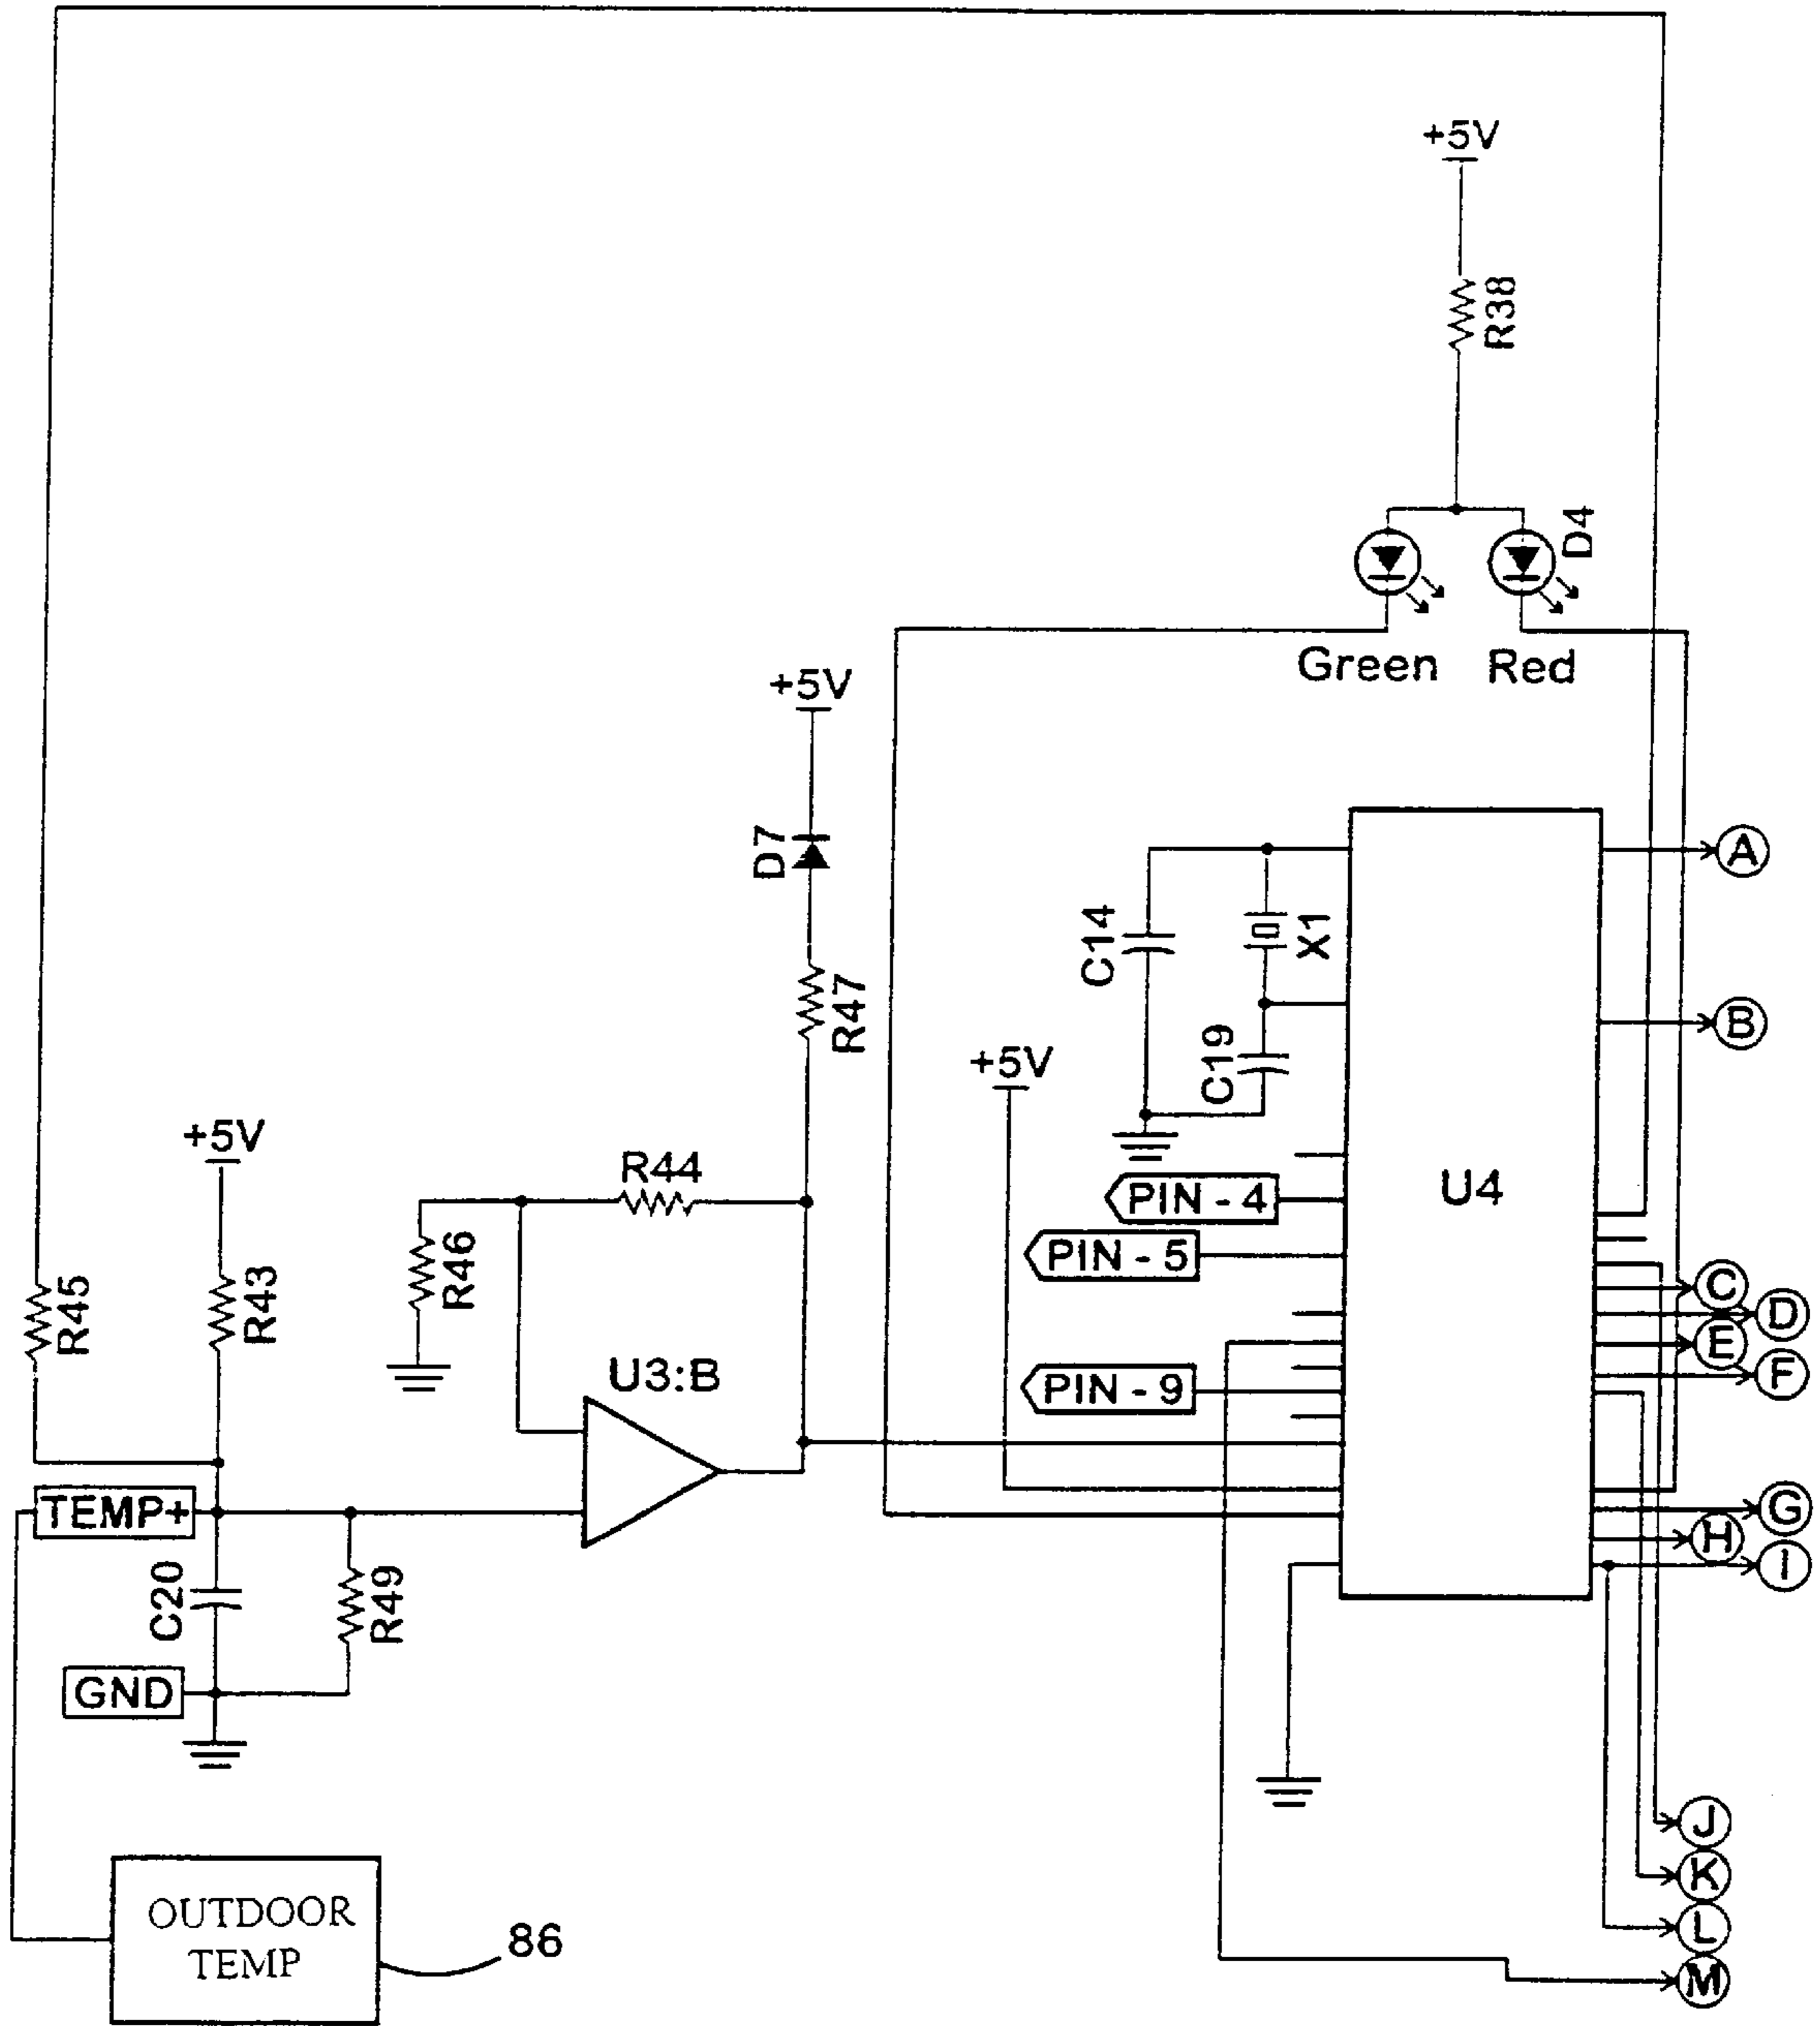 +5V
R38
D4
Green Red
+5V
D7
A
C14
X1
R47
B
+5V
C19
+5V
R44
PIN - 4
U4
R46
PIN - 5
C
R45
R43
D
E
U3:B
PIN - 9
F
TEMP+
G
H
C20
R49
I
GND
J
K
OUTDOOR
TEMP
86
L
M